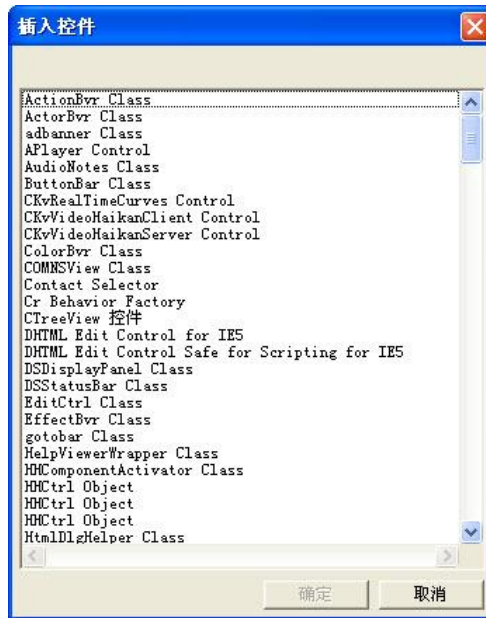 插入控件
ActionBvr Class
ActorBvr Class
adbanner Class
APlayer Control
AudioNotes Class
ButtonBar Class
CKvRealTimeCurves Control
CKvVideoHaikanClient Control
CKvVideoHaikanServer Control
ColorBvr Class
COMNSView Class
Contact Selector
Cr Behavior Factory
CTreeView 控件
DHTML Edit Control for IE5
DHTML Edit Control Safe for Scripting for IE5
DSDisplayPanel Class
DSStatusBar Class
EditCtrl Class
EffectBvr Class
gotobar Class
HelpViewerWrapper Class
HHComponentActivator Class
HHCtrl Object
HHCtrl Object
HHCtrl Object
HtmlDlgHelper Class
确定
取消